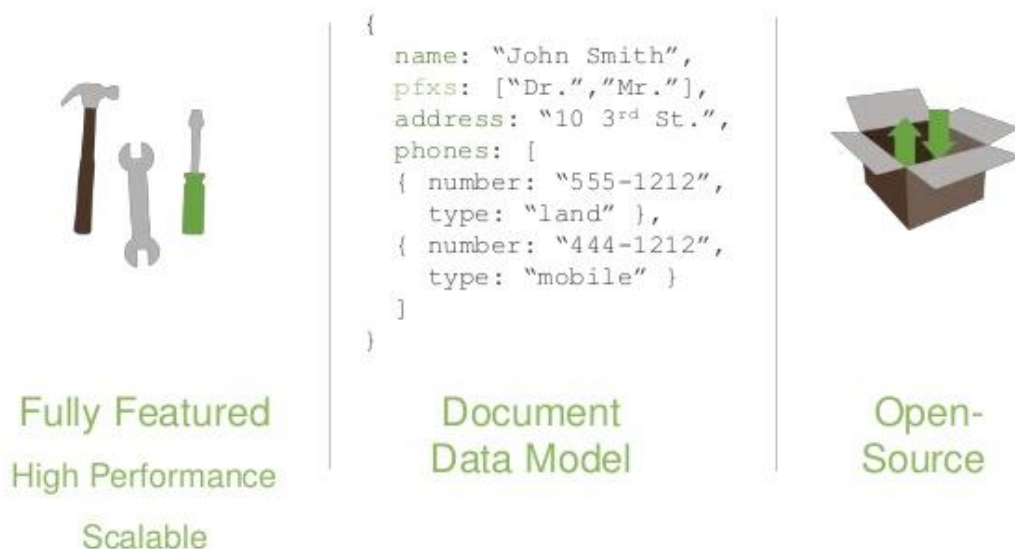 {
name: “John Smith”,
pfxs: [“Dr.”,”Mr.”],
address: “10 3rd St.”,
phones: [
{ number: “555-1212”,
type: “land” },
{ number: “444-1212”,
type: “mobile” }
]
}
Fully Featured
High Performance
Scalable
Document
Data Model
Open-
Source